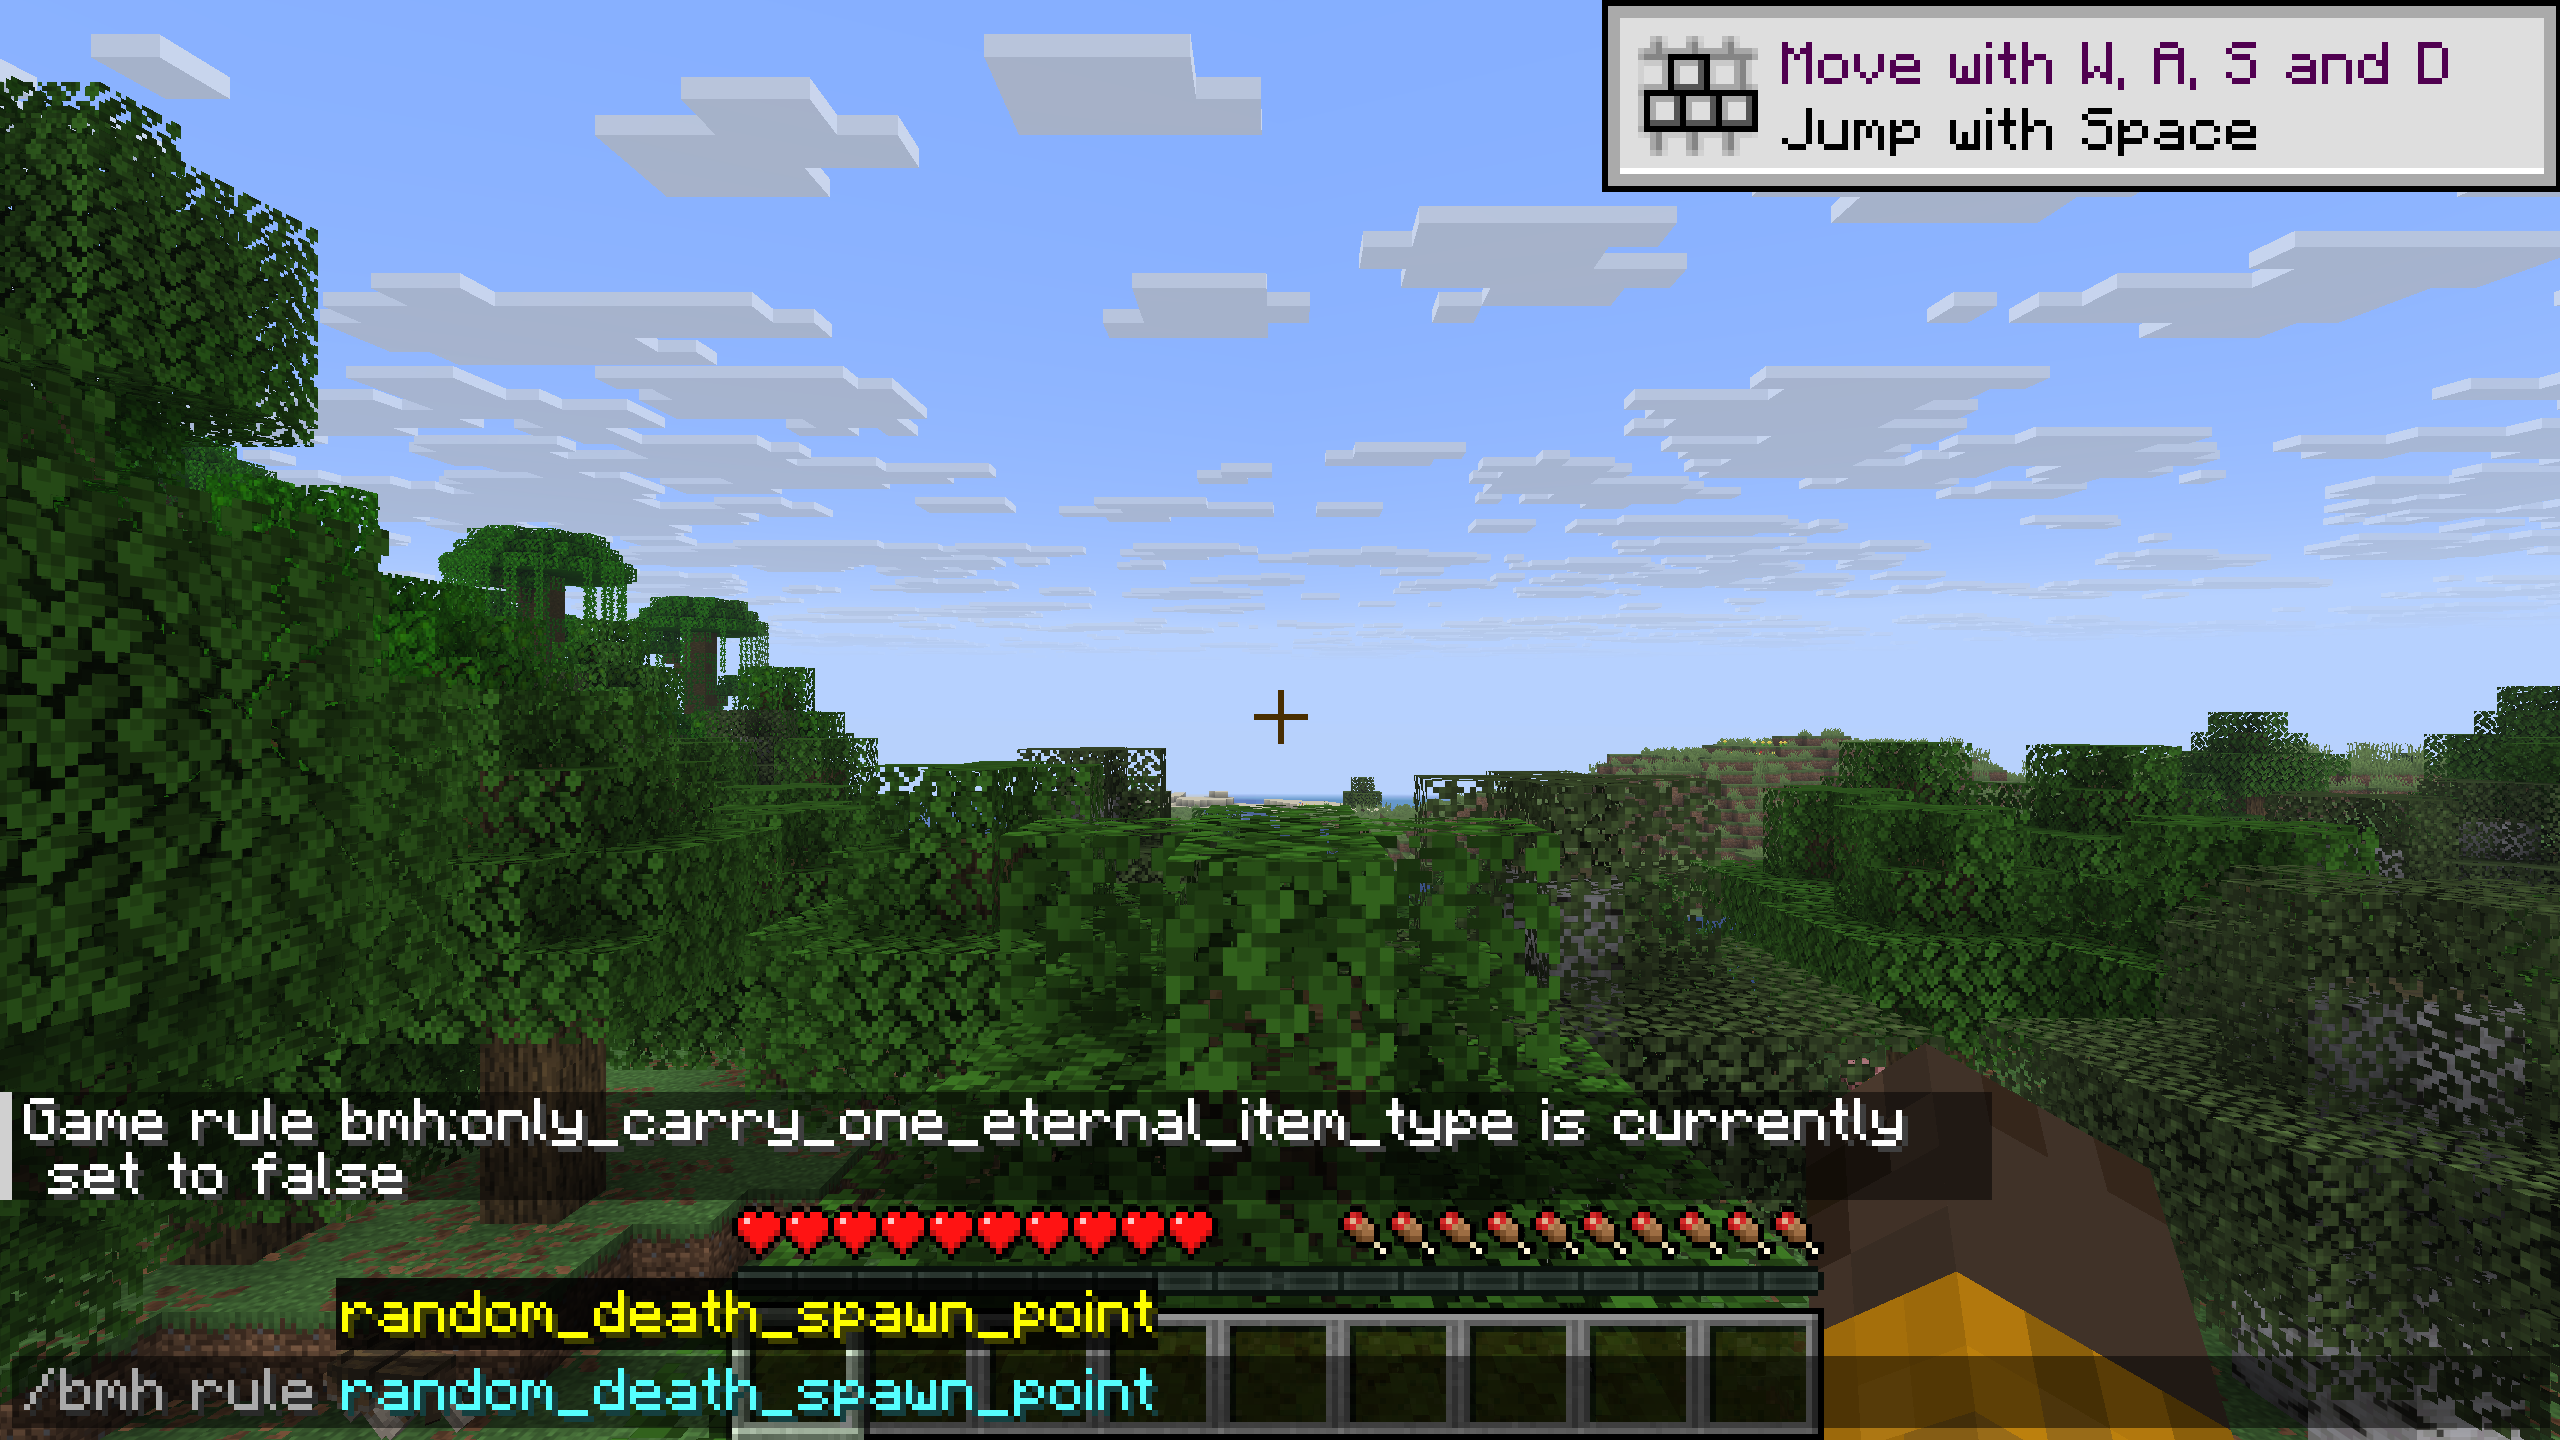 Move with W, A, S and D
Jump with Space
Game rule bmh:only_carry_one_eternal_item_type is currently
set to false
random_death_spawn_point
/bmh rule random_death_spawn_point